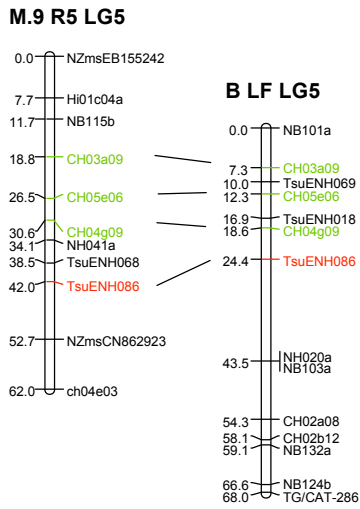 M.9 R5 LG5
0.0 NZmsEB155242
7.7 Hi01c04a
11.7 NB115b
18.8 CH03a09
26.5 CH05e06
30.6 CH04g09
34.1 NH041a
38.5 TsuENH068
42.0 TsuENH086
52.7 NZmsCN862923
62.0 ch04e03
B LF LG5
0.0 NB101a
7.3 CH03a09
10.0 TsuENH069
12.3 CH05e06
16.9 TsuENH018
18.6 CH04g09
24.4 TsuENH086
43.5 NH020a
NB103a
54.3 CH02a08
58.1 CH02b12
59.1 NB132a
66.6 NB124b
68.0 TG/CAT-286